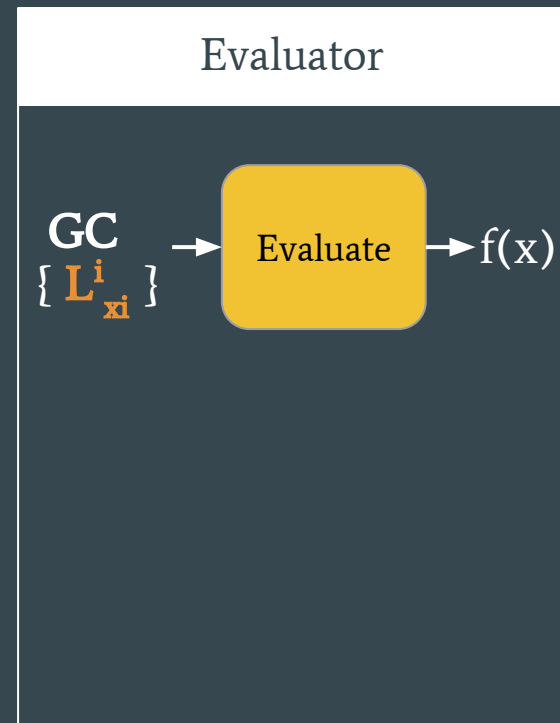 Evaluator
GC
{ L^i_xi }
Evaluate
f(x)